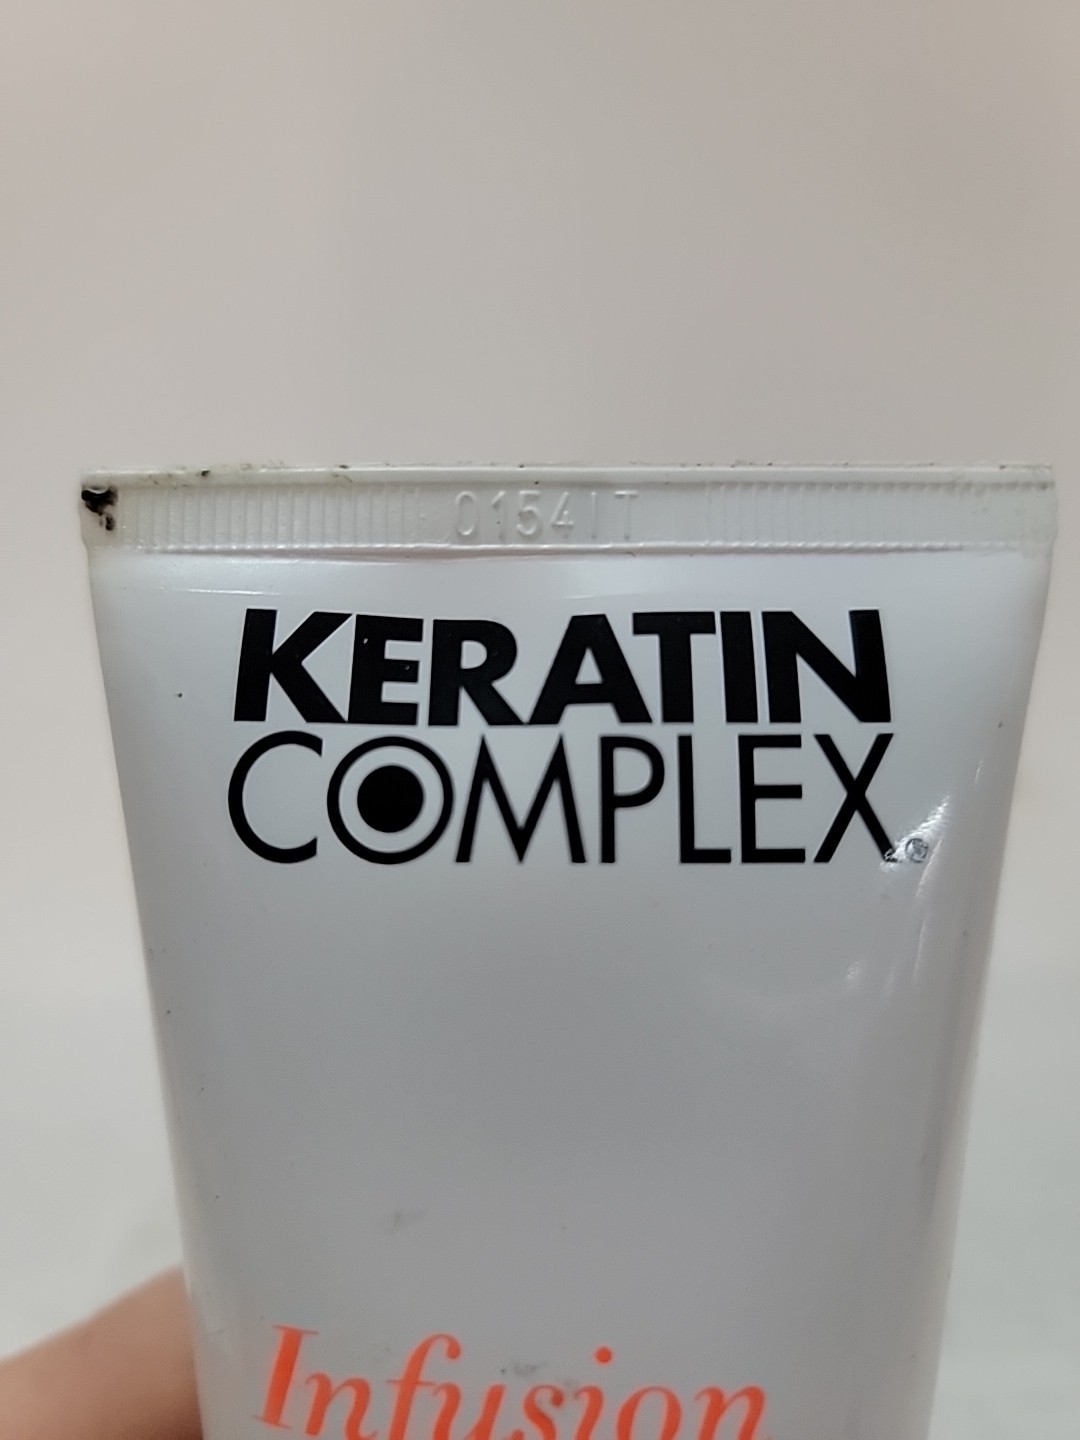 01541T
KERATIN
COMPLEX®
Infusion